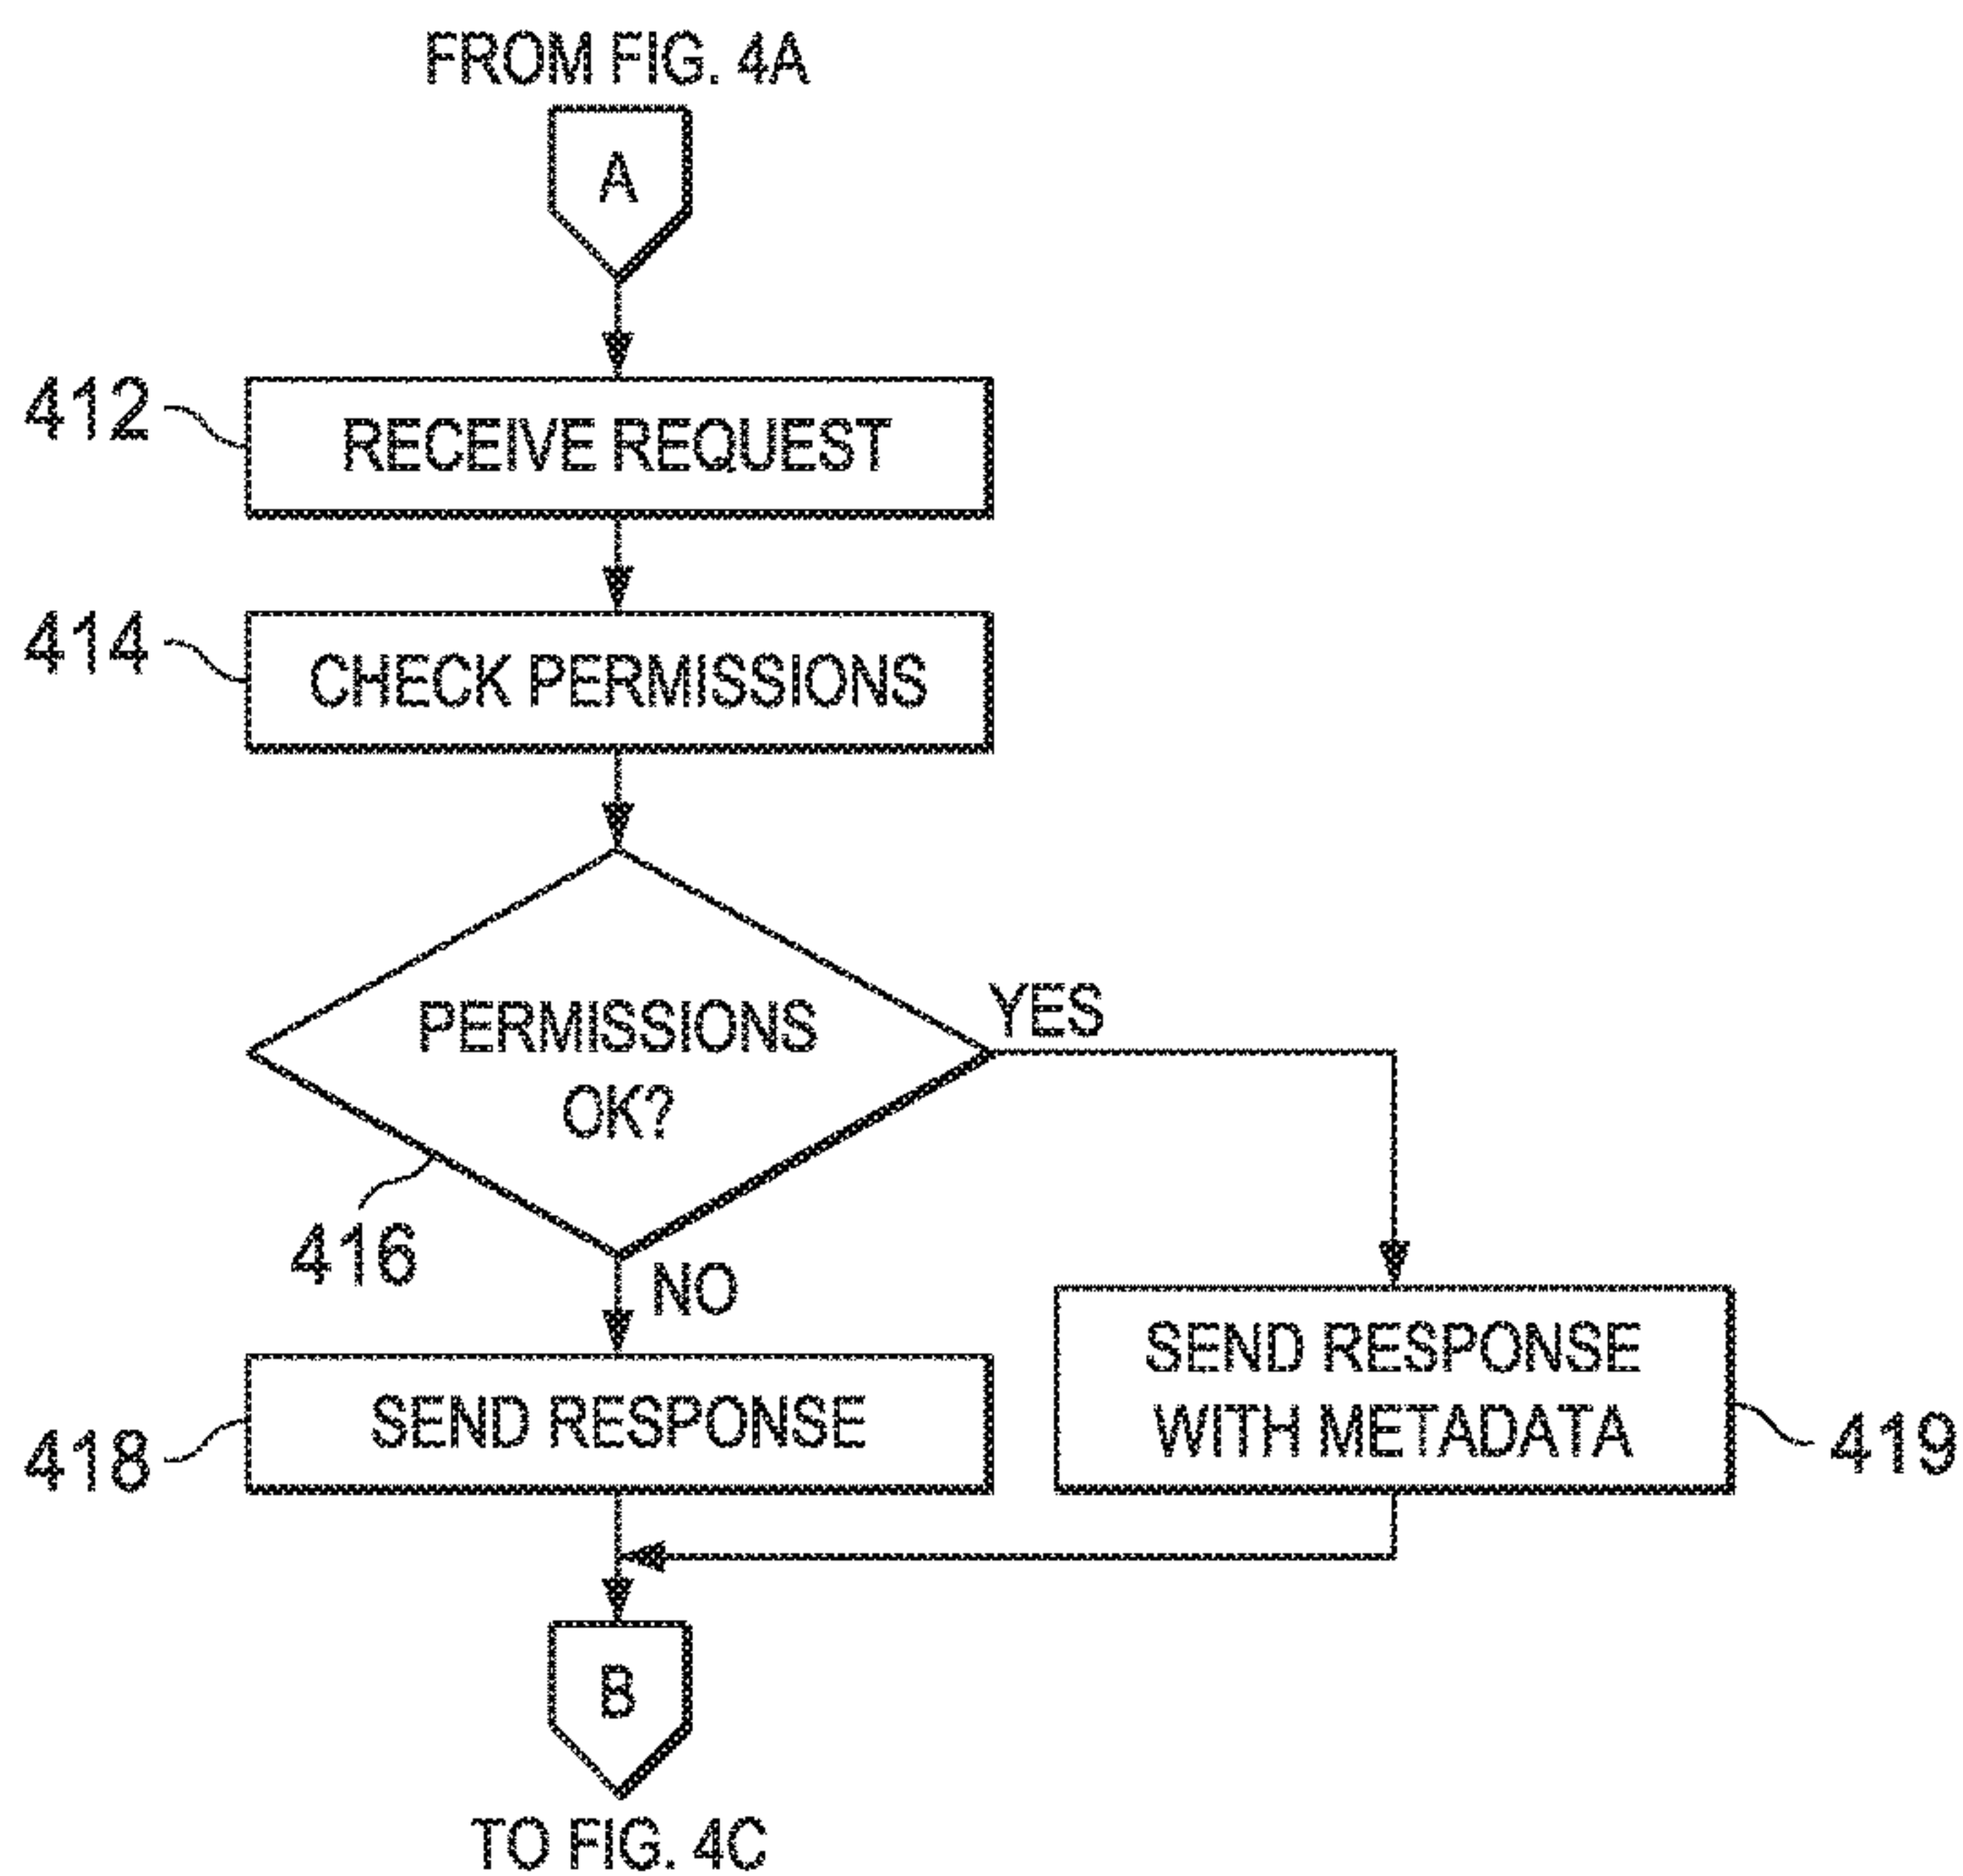 FROM FIG. 4A
A
412
RECEIVE REQUEST
414
CHECK PERMISSIONS
PERMISSIONS
OK?
YES
416
NO
SEND RESPONSE
WITH METADATA
419
418
SEND RESPONSE
B
TO FIG. 4C